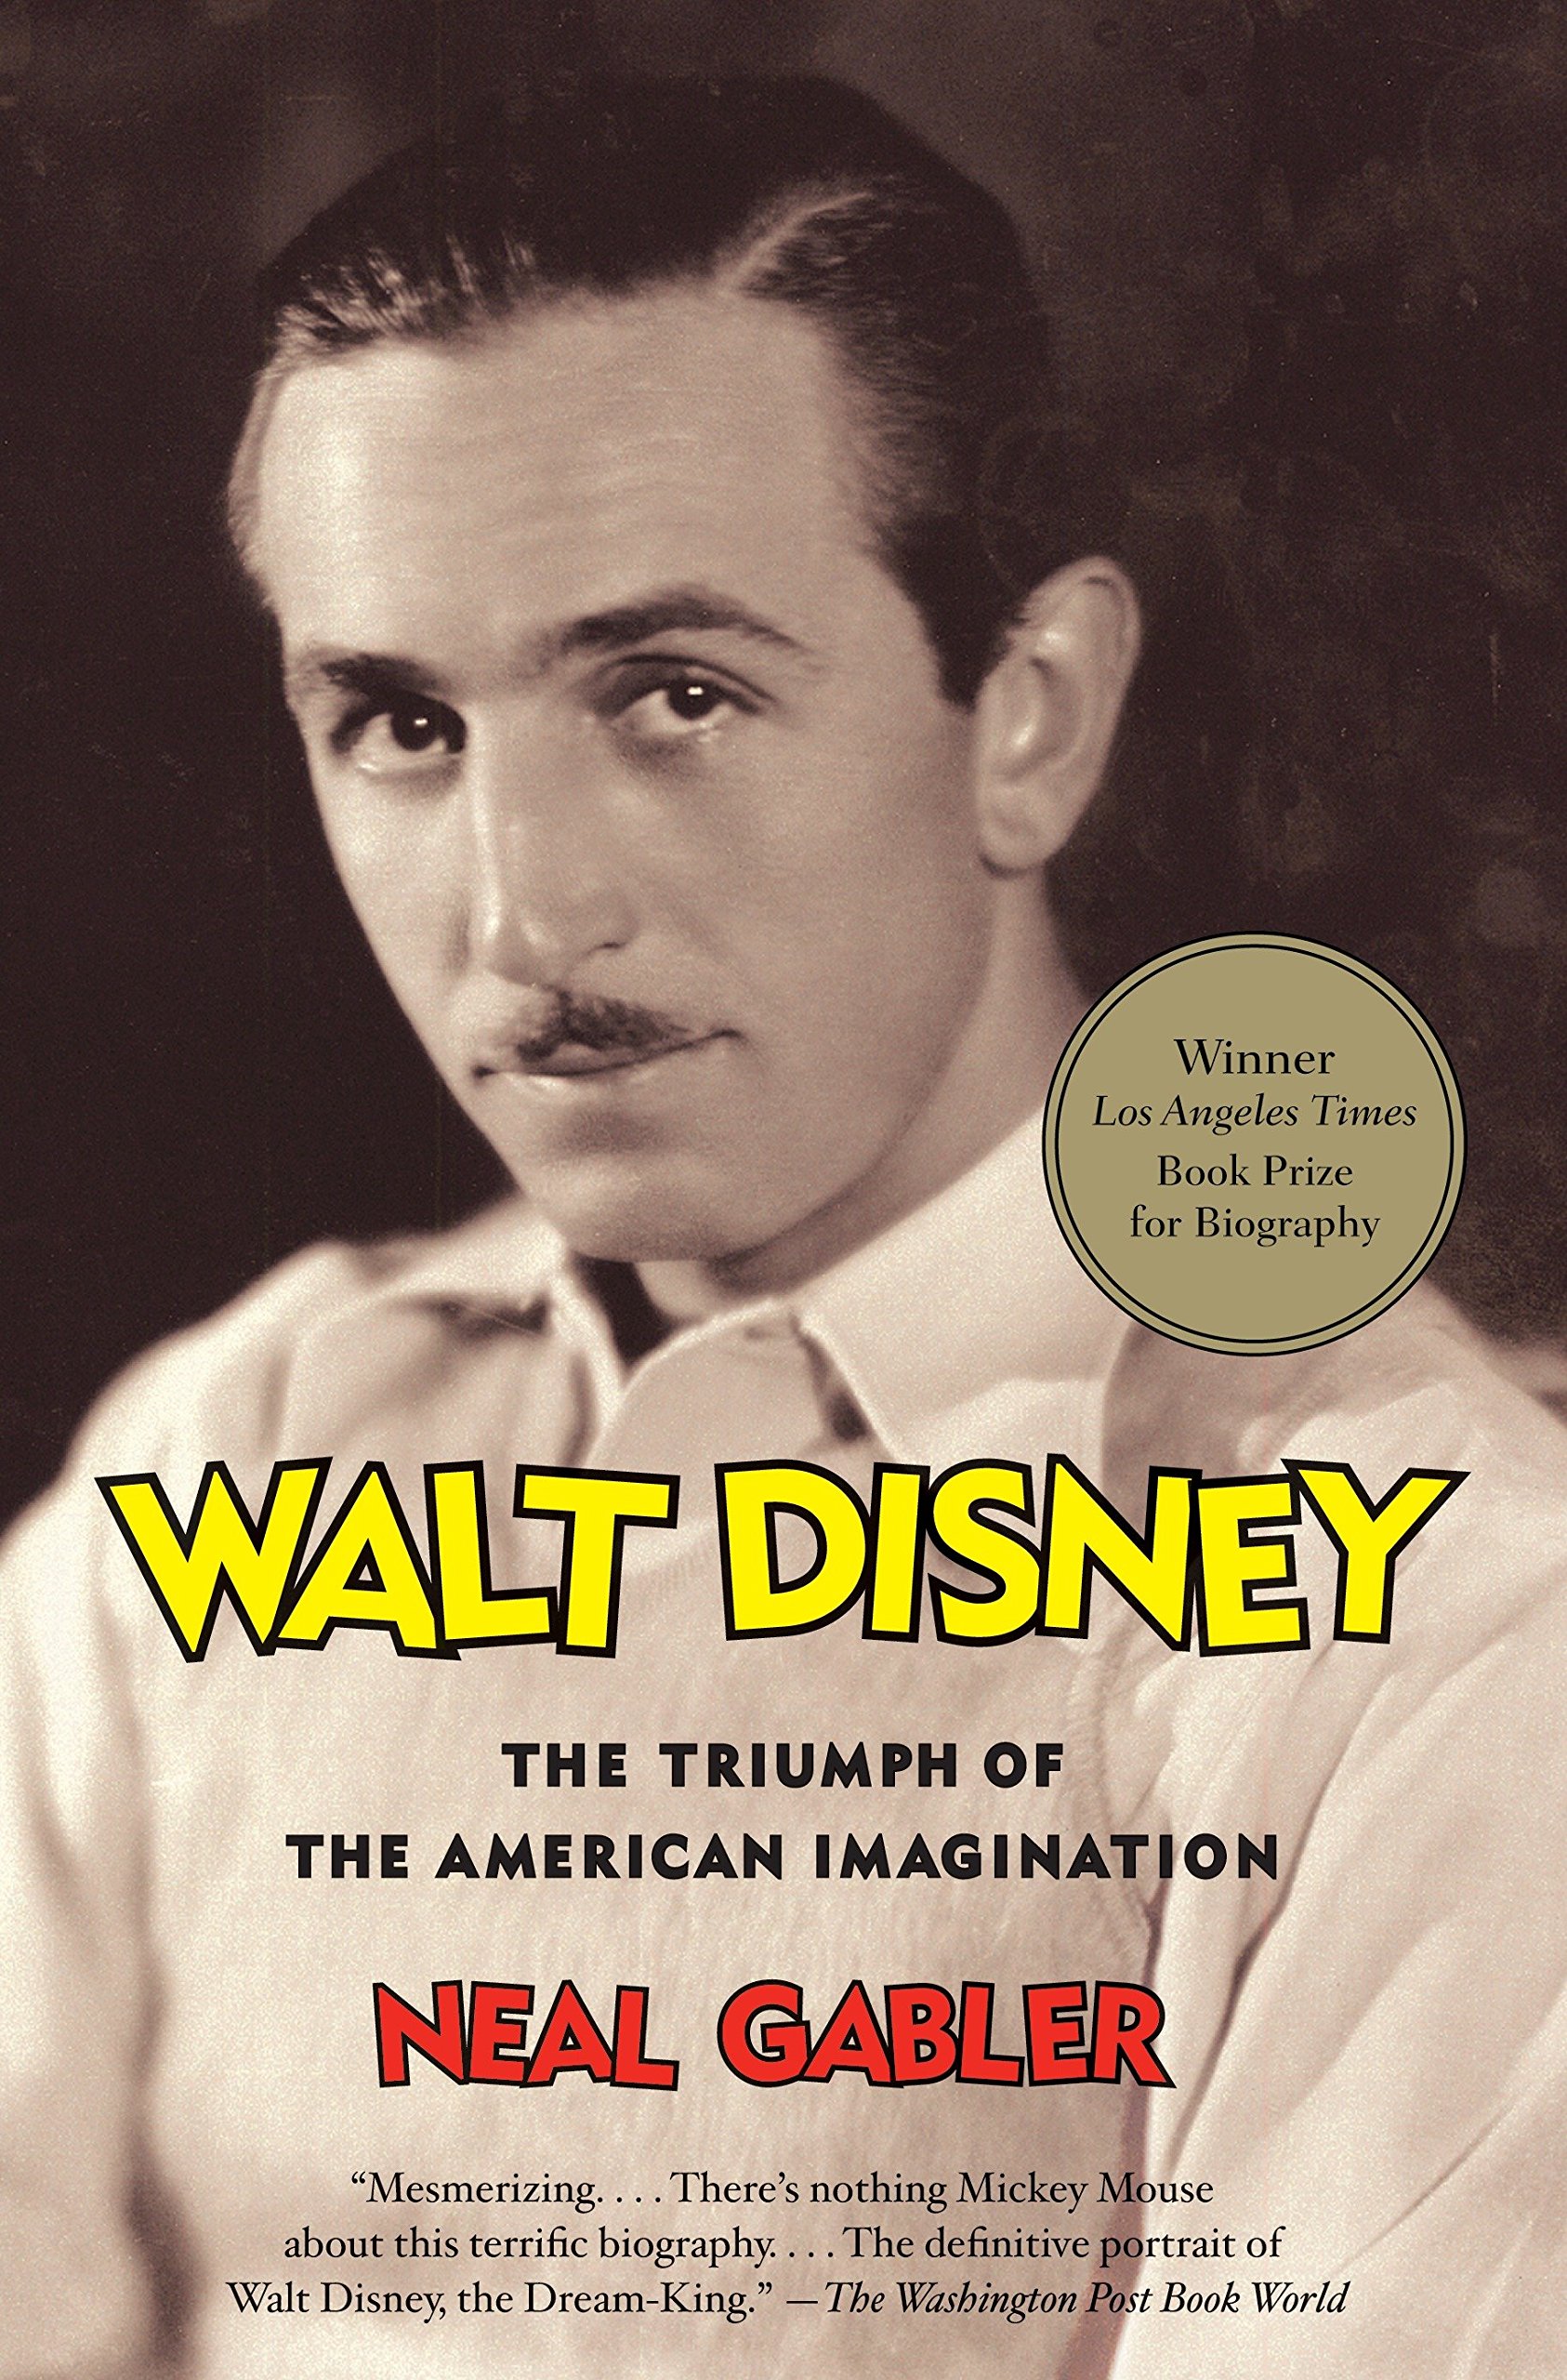 Winner
Los Angeles Times
Book Prize
for Biography
WALT DISNEY
THE TRIUMPH OF
THE AMERICAN IMAGINATION
NEAL GABLER
“Mesmerizing. . . . There’s nothing Mickey Mouse
about this terrific biography. . . . The definitive portrait of
Walt Disney, the Dream-King.” —The Washington Post Book World